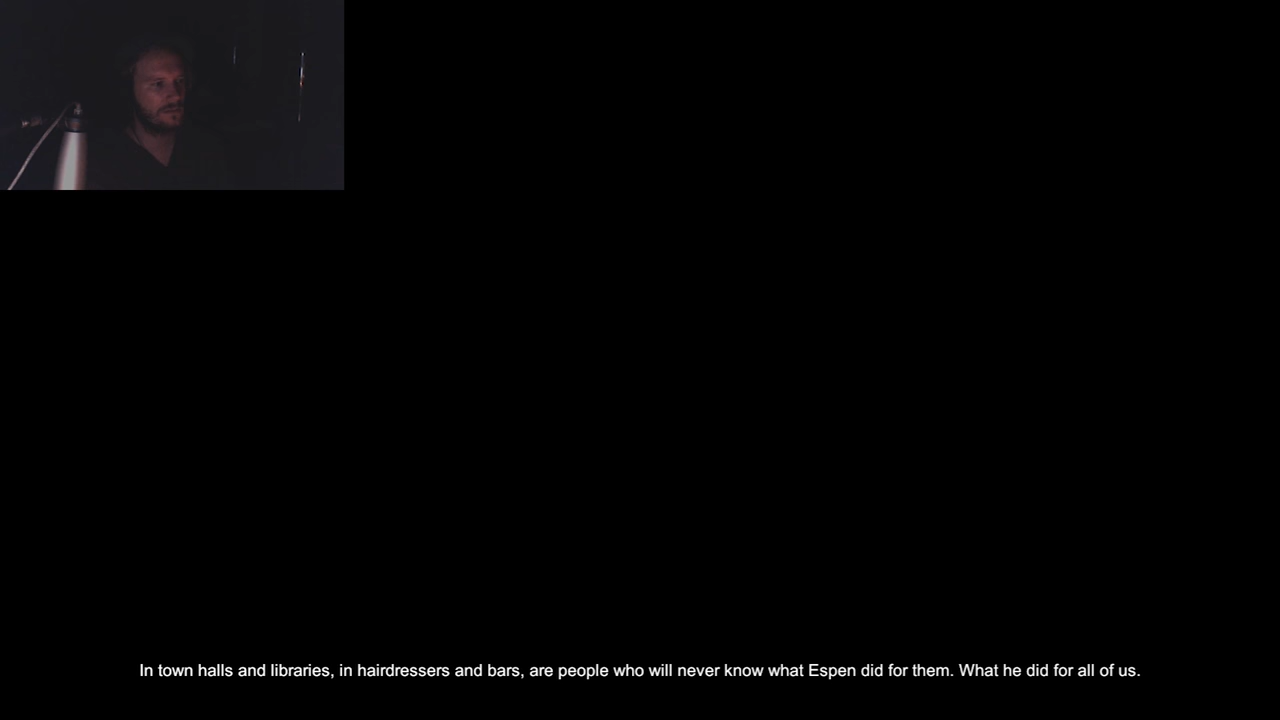 In town halls and libraries, in hairdressers and bars, are people who will never know what Espen did for them. What he did for all of us.